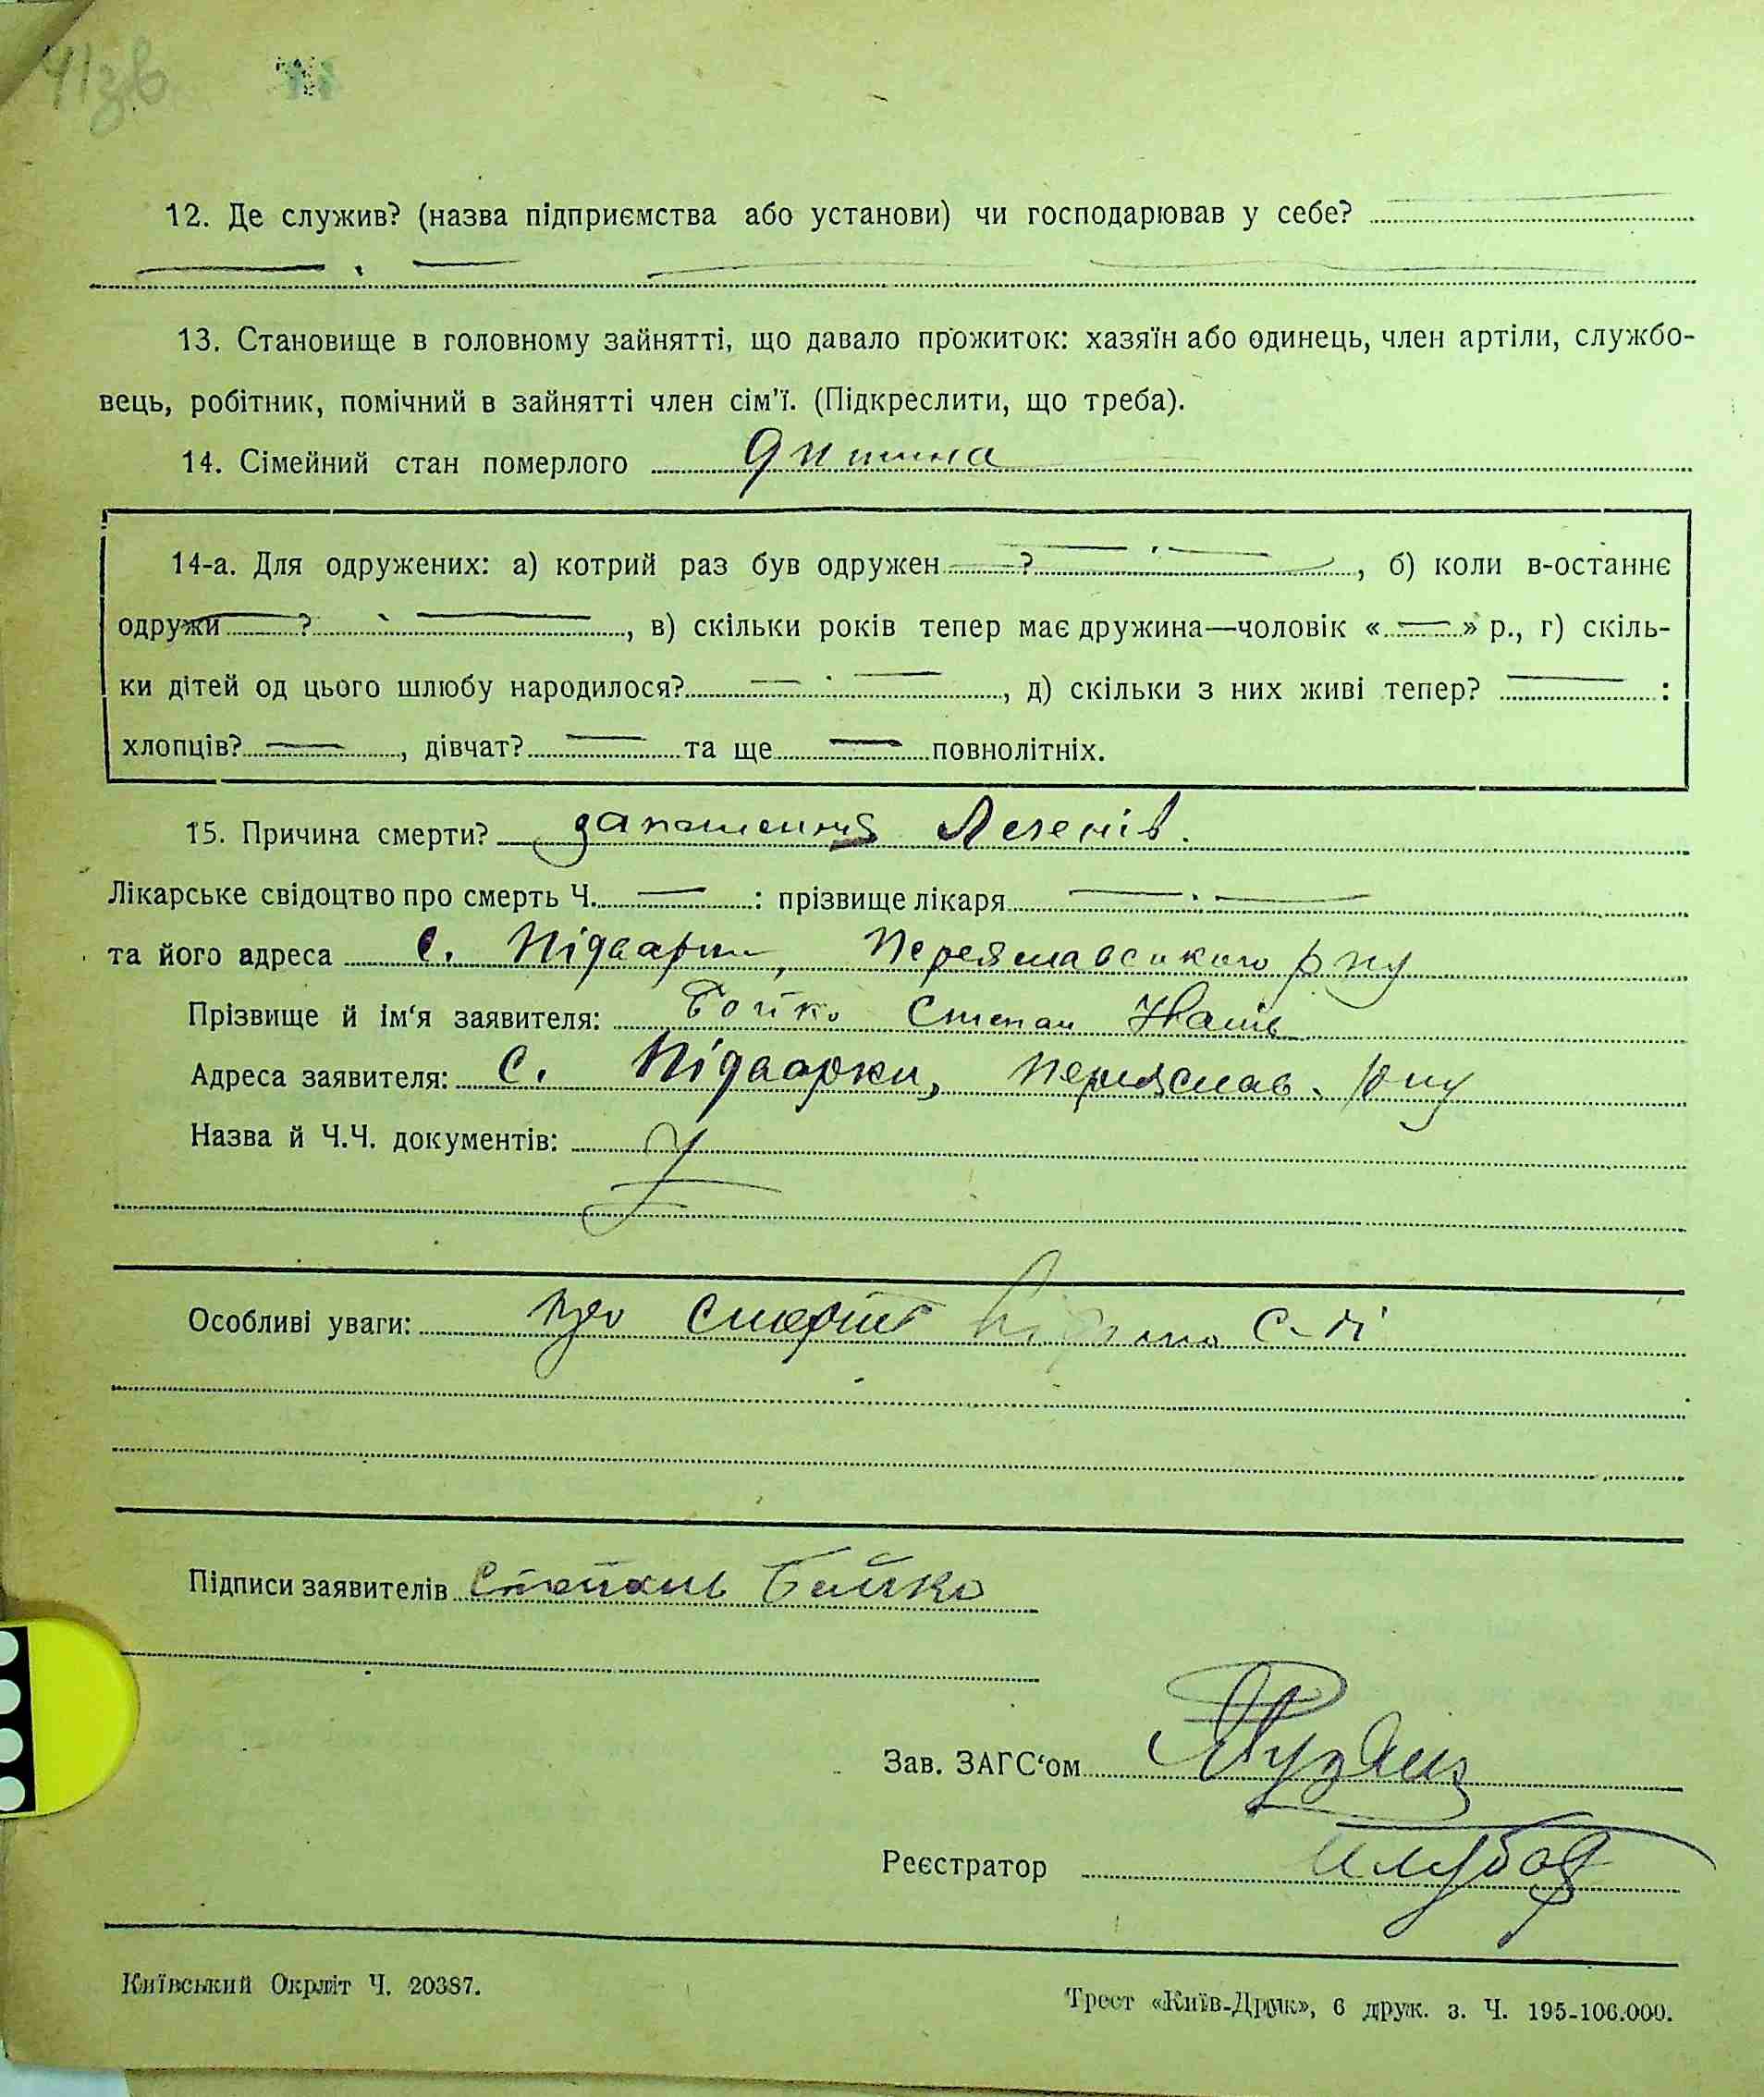 41зв
12. Де служив? (назва підприємства або установи) чи господарював у себе?
13. Становище в головному зайнятті, що давало прожиток: хазяїн або одинець, член артіли, службо-
вець, робітник, помічний в зайнятті член сім'ї. (Підкреслити, що треба).
14. Сімейний стан померлого дитина
14-а. Для одружених: а) котрий раз був одружен — ? — , б) коли в-останнє
одружи — ? — , в) скільки років тепер має дружина—чоловік « — » р., г) скіль-
ки дітей од цього шлюбу народилося? — , д) скільки з них живі тепер? — :
хлопців? — , дівчат? — та ще — повнолітніх.
15. Причина смерти? запалення Легенів.
Лікарське свідоцтво про смерть Ч. — : прізвище лікаря —
та його адреса с. Підварки, Переяславського р ну
Прізвище й ім'я заявителя: Бойко Степан Іванів
Адреса заявителя: С. Підварки, Переяслав. р ну
Назва й Ч.Ч. документів:
Особливі уваги: про смерть С-ді
Підписи заявителів Степань Бойко
Зав. ЗАГС'ом
Реєстратор
Київський Окрліт Ч. 20387.
Трест «Київ-Друк», 6 друк. з. Ч. 195-106.000.